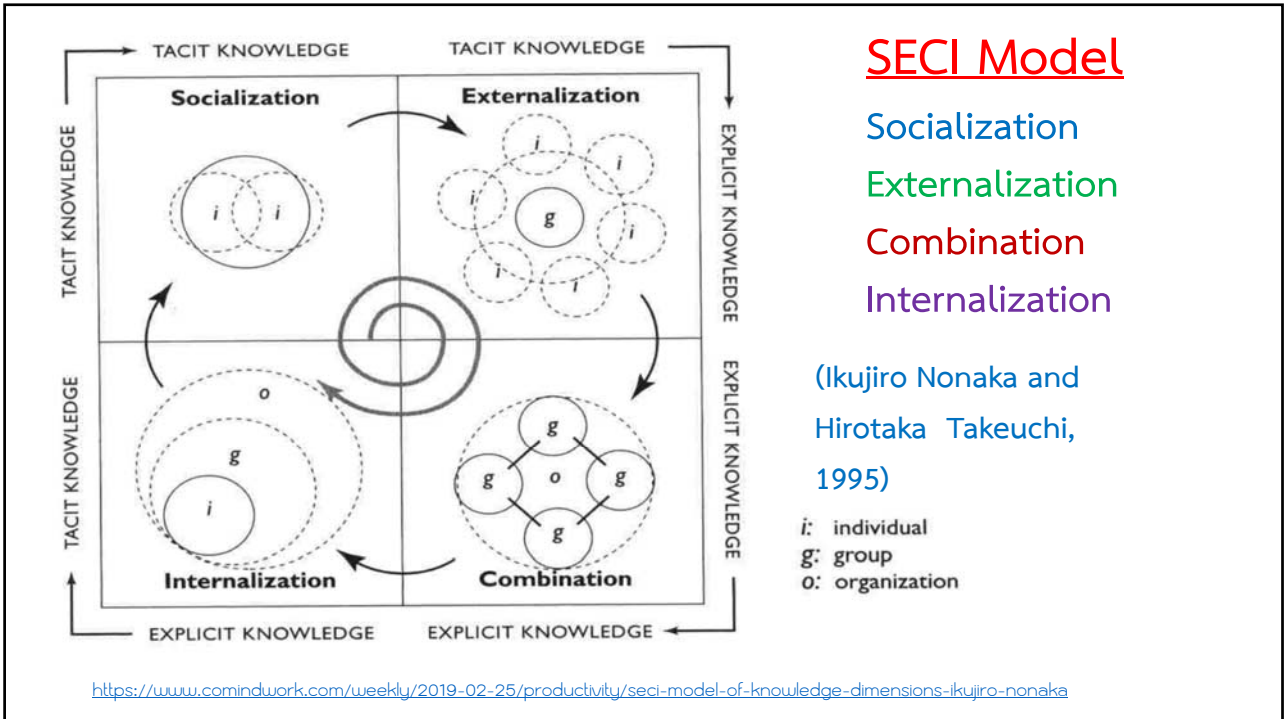 TACIT KNOWLEDGE
TACIT KNOWLEDGE
SECI Model
Socialization
Externalization
Socialization
Externalization
Combination
Internalization
TACIT KNOWLEDGE
EXPLICIT KNOWLEDGE
i
i
i
i
i
i
i
i
g
(Ikujiro Nonaka and
Hirotaka Takeuchi,
1995)
TACIT KNOWLEDGE
EXPLICIT KNOWLEDGE
o
g
i
g
g
o
g
g
i: individual
g: group
o: organization
Internalization
Combination
EXPLICIT KNOWLEDGE
EXPLICIT KNOWLEDGE
https://www.comindwork.com/weekly/2019-02-25/productivity/seci-model-of-knowledge-dimensions-ikujiro-nonaka